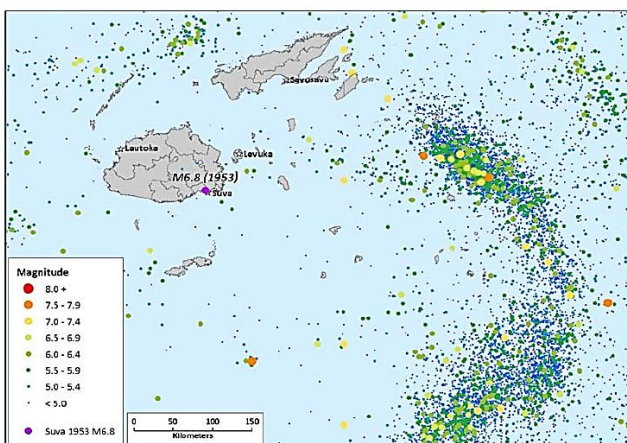 Savusavu
Lautoka
Levuka
M6.8 (1953)
Suva
Magnitude
8.0 +
7.5 - 7.9
7.0 - 7.4
6.5 - 6.9
6.0 - 6.4
5.5 - 5.9
5.0 - 5.4
< 5.0
Suva 1953 M6.8
0 50 100 150 200
Kilometers